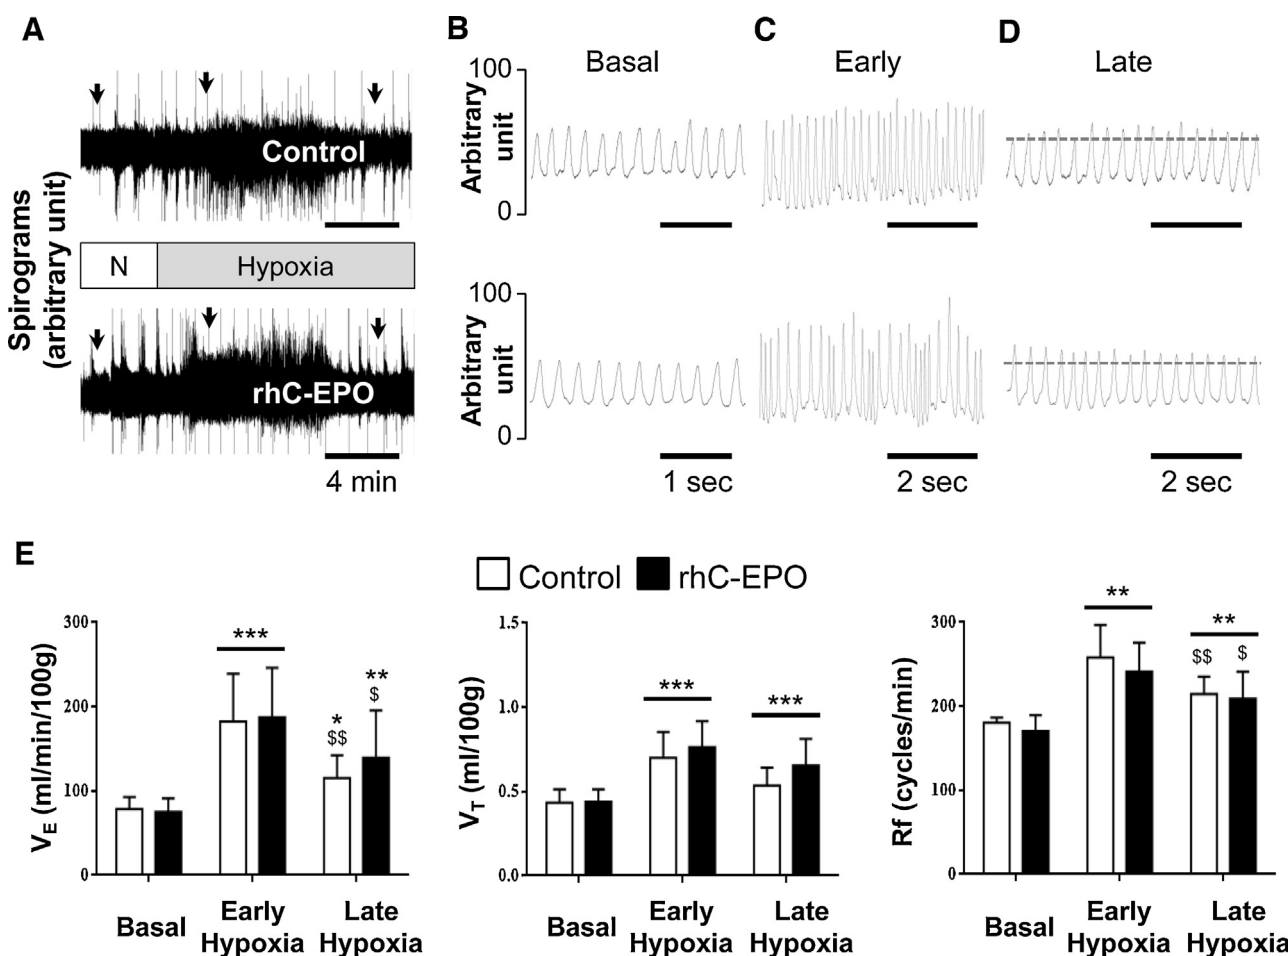 A
B
C
D
Basal
Early
Late
Spirograms
(arbitrary unit)
Control
N
Hypoxia
rhC-EPO
4 min
Arbitrary
unit
100
0
Arbitrary
unit
100
0
1 sec
2 sec
2 sec
E
Control
rhC-EPO
VE (ml/min/100g)
300
200
100
0
***
*
$$
**
$
Basal
Early
Hypoxia
Late
Hypoxia
VT (ml/100g)
1.5
1.0
0.5
0.0
***
***
Basal
Early
Hypoxia
Late
Hypoxia
Rf (cycles/min)
300
200
100
0
**
**
$$
$
Basal
Early
Hypoxia
Late
Hypoxia